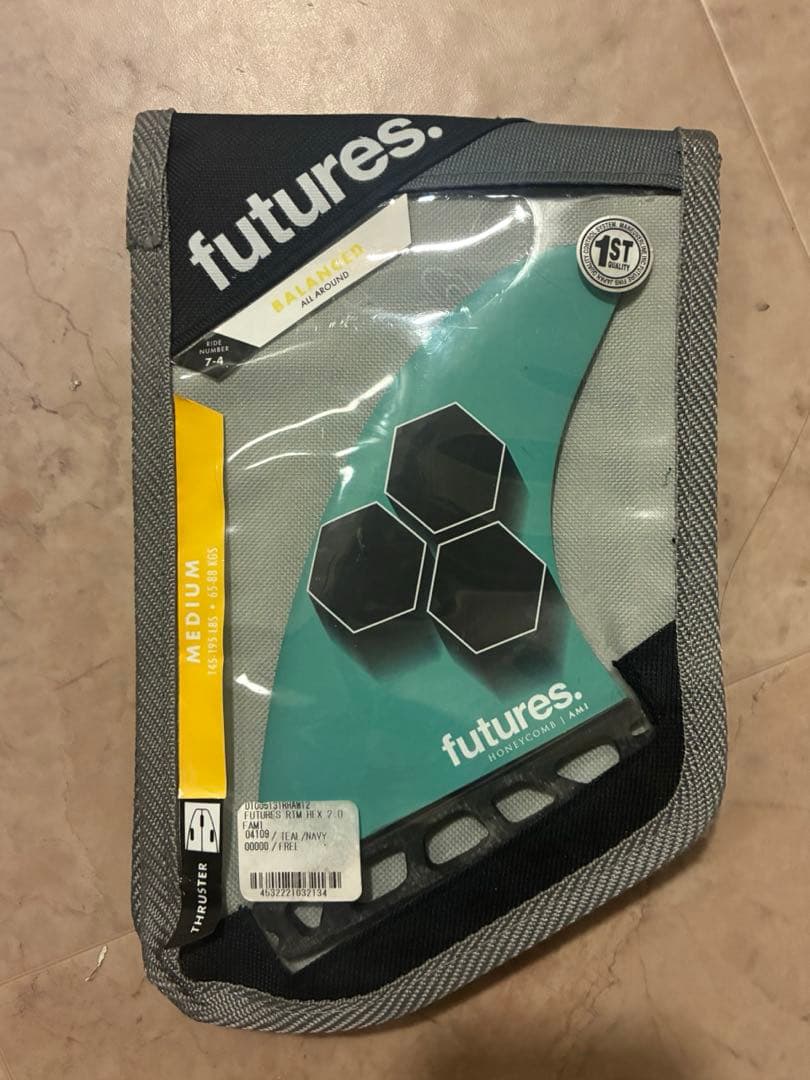 futures.
BALANCED
ALL AROUND
RIDE
NUMBER
7-4
1ST
QUALITY
MEDIUM
145-195 LBS • 65-88 KGS
futures.
HONEYCOMB | AM1
FUTURES RTM HEX 2.0
FAM1
04109 / TEAL/NAVY
00000 / FREE
4532221032134
THRUSTER